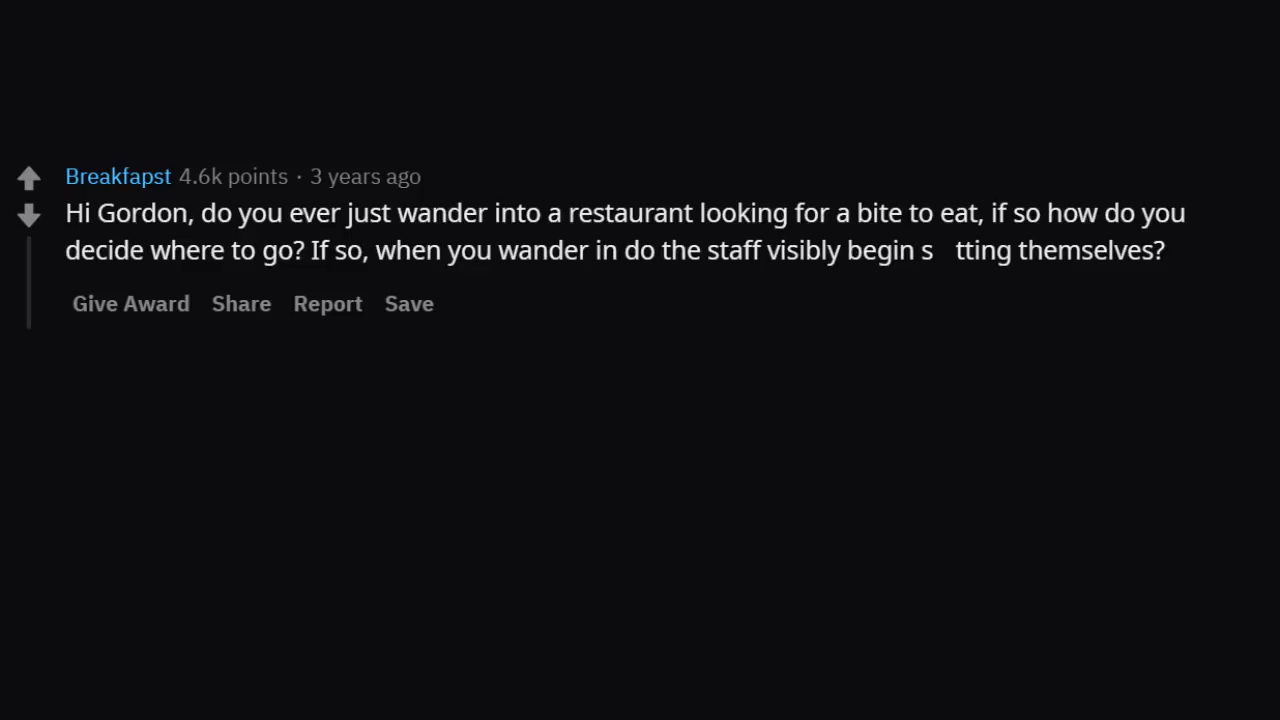 Breakfapst 4.6k points · 3 years ago
Hi Gordon, do you ever just wander into a restaurant looking for a bite to eat, if so how do you
decide where to go? If so, when you wander in do the staff visibly begin s tting themselves?
Give Award Share Report Save